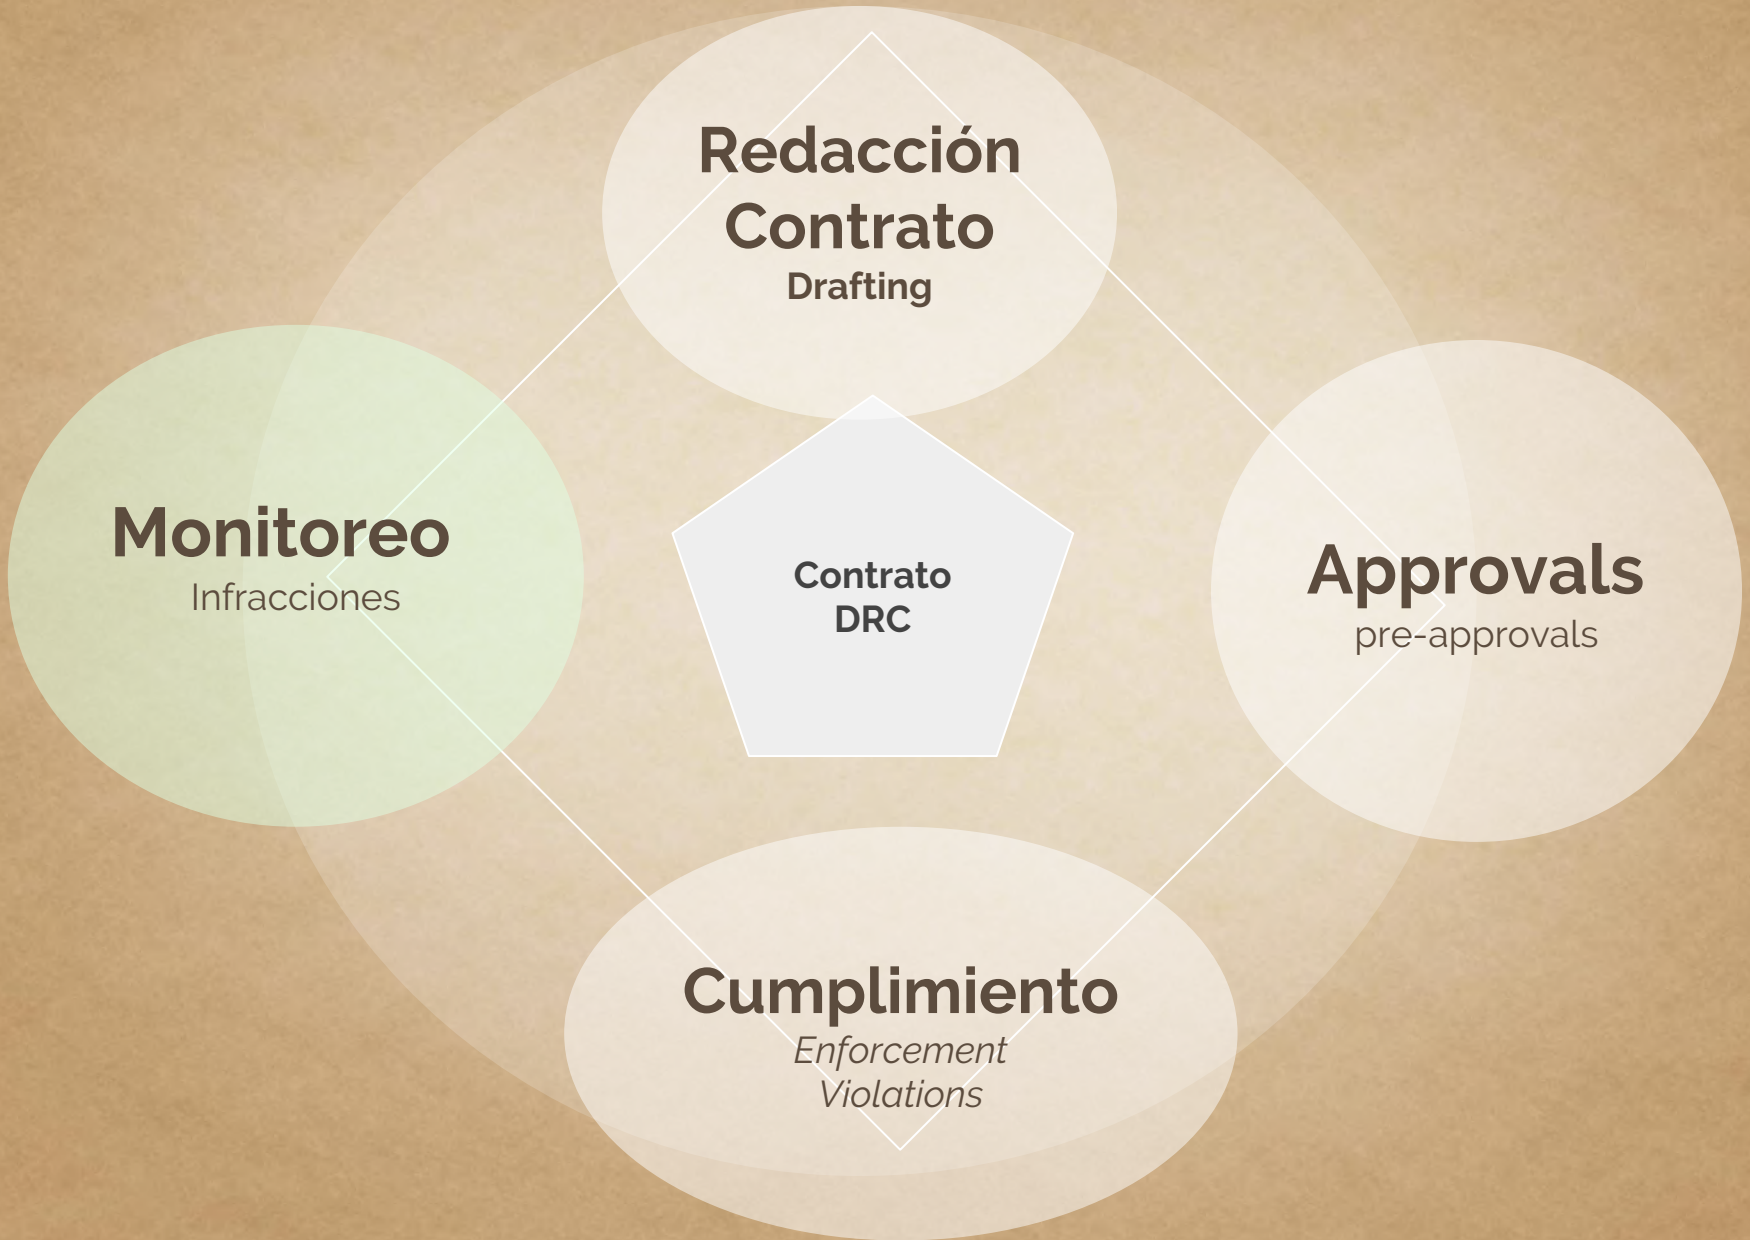 Redacción
Contrato
Drafting
Monitoreo
Infracciones
Contrato
DRC
Approvals
pre-approvals
Cumplimiento
Enforcement
Violations